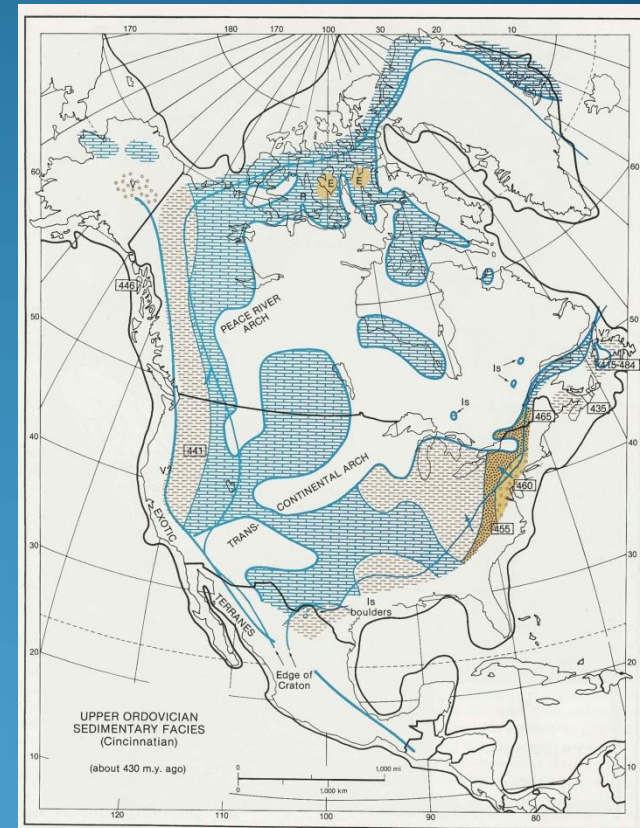 170
180
170
100
30
20
10
60
60
V
E
E
R
446
PEACE RIVER
ARCH
50
50
V?
415-484
ls
ls
435
465
40
40
441
V?
460
V
455
CONTINENTAL ARCH
TRANS-
EXOTIC
TERRANES
30
30
ls
boulders
Edge of
Craton
20
20
UPPER ORDOVICIAN
SEDIMENTARY FACIES
(Cincinnatian)
(about 430 m.y. ago)
0
1,000 mi
0
1,000 km
10
10
120
110
100
90
80